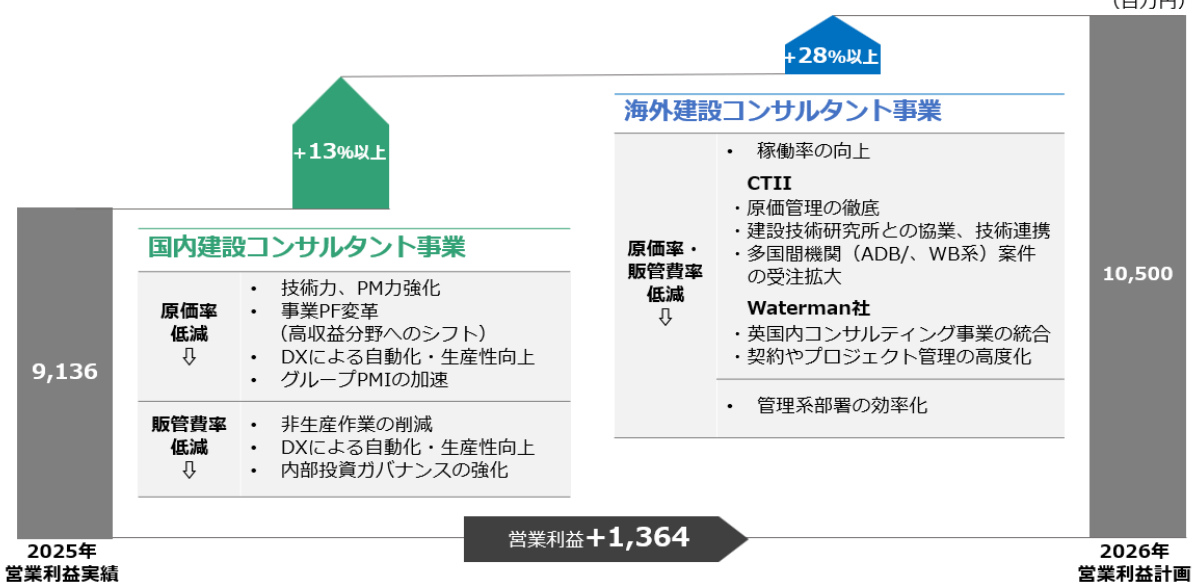 (百万円)
+28%以上
海外建設コンサルタント事業
+13%以上
• 稼働率の向上
CTII
・原価管理の徹底
・建設技術研究所との協業、技術連携
・多国間機関（ADB/、WB系）案件
の受注拡大
原価率・
販管費率
低減
⇩
Waterman社
・英国内コンサルティング事業の統合
・契約やプロジェクト管理の高度化
• 管理系部署の効率化
国内建設コンサルタント事業
原価率
低減
⇩
• 技術力、PM力強化
• 事業PF変革
（高収益分野へのシフト）
• DXによる自動化・生産性向上
• グループPMIの加速
販管費率
低減
⇩
• 非生産作業の削減
• DXによる自動化・生産性向上
• 内部投資ガバナンスの強化
9,136
10,500
営業利益+1,364
2025年
営業利益実績
2026年
営業利益計画